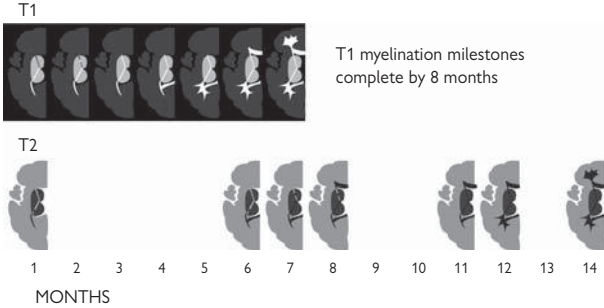 T1
T1 myelination milestones
complete by 8 months
T2
1 2 3 4 5 6 7 8 9 10 11 12 13 14
MONTHS